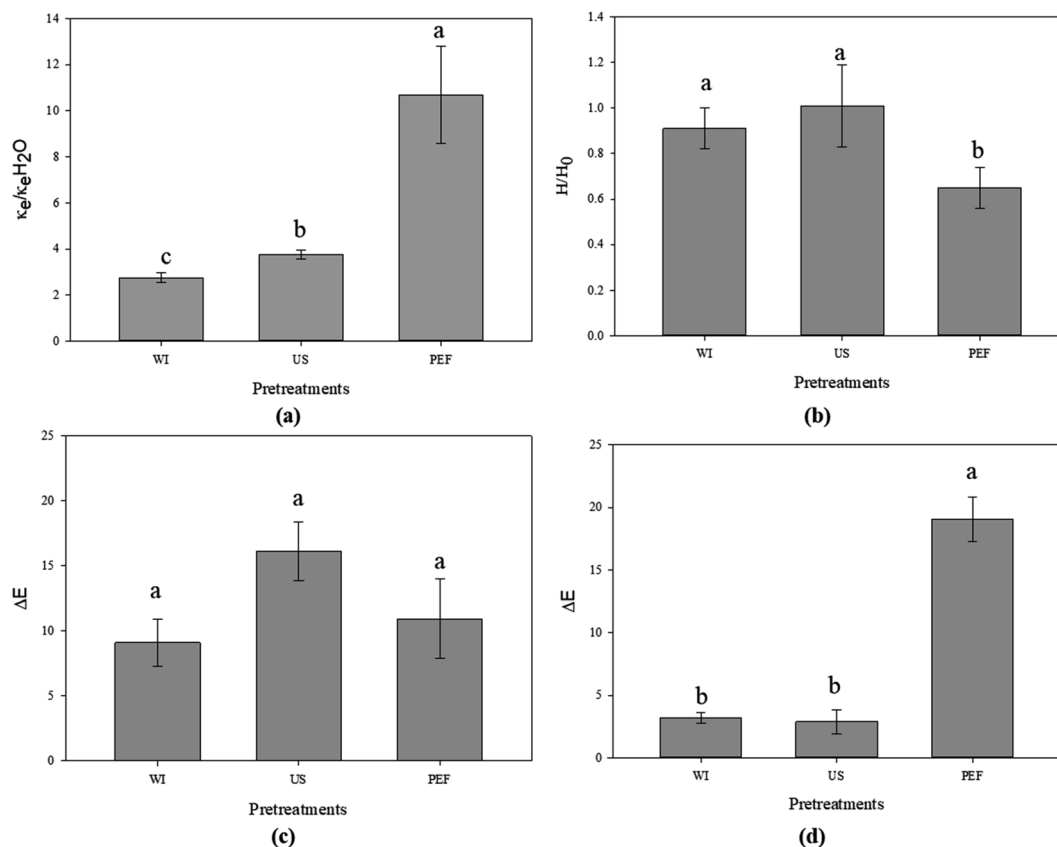 14
12
10
8
6
4
2
0
κe/κeH2O
c
b
a
WI
US
PEF
Pretreatments
(a)
1.4
1.2
1.0
0.8
0.6
0.4
0.2
0.0
H/H0
a
a
b
WI
US
PEF
Pretreatments
(b)
25
20
15
10
5
0
ΔE
a
a
a
WI
US
PEF
Pretreatments
(c)
25
20
15
10
5
0
ΔE
b
b
a
WI
US
PEF
Pretreatments
(d)